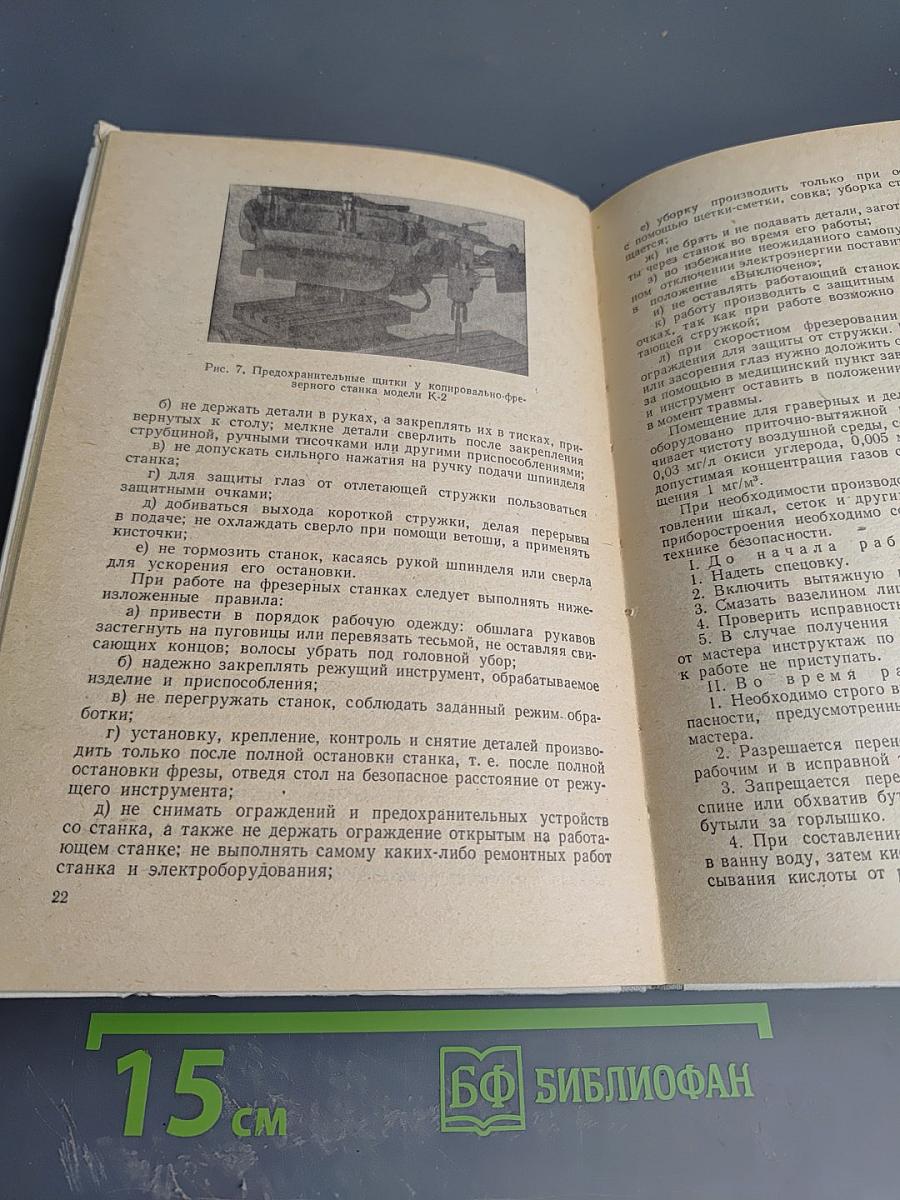 Рис. 7. Предохранительные щитки у копировально-фре-
зерного станка модели К-2
б) не держать детали в руках, а закреплять их в тисках, при-
вернутых к столу; мелкие детали сверлить после закрепления
струбциной, ручными тисочками или другими приспособлениями;
в) не допускать сильного нажатия на ручку подачи шпинделя
станка;
г) для защиты глаз от отлетающей стружки пользоваться
защитными очками;
д) добиваться выхода короткой стружки, делая перерывы
в подаче; не охлаждать сверло при помощи ветоши, а применять
кисточки;
е) не тормозить станок, касаясь рукой шпинделя или сверла
для ускорения его остановки.
При работе на фрезерных станках следует выполнять ниже-
изложенные правила:
а) привести в порядок рабочую одежду: обшлага рукавов
застегнуть на пуговицы или перевязать тесьмой, не оставляя сви-
сающих концов; волосы убрать под головной убор;
б) надежно закреплять режущий инструмент, обрабатываемое
изделие и приспособления;
в) не перегружать станок, соблюдать заданный режим обра-
ботки;
г) установку, крепление, контроль и снятие деталей произво-
дить только после полной остановки станка, т. е. после полной
остановки фрезы, отведя стол на безопасное расстояние от режу-
щего инструмента;
д) не снимать ограждений и предохранительных устройств
со станка, а также не держать ограждение открытым на работа-
ющем станке; не выполнять самому каких-либо ремонтных работ
станка и электроборудования;
22
е) уборку производить только при
с помощью щетки-сметки, совка; уборка
щается;
ж) не брать и не подавать детали,
ты через станок во время его работы;
з) во избежание неожиданного
ном отключении электроэнергии
в положение «Выключено»;
и) не оставлять работающий станок
к) работу производить с защитным
очках, так как при работе возможно
тающей стружкой;
л) при скоростном фрезеровании
ограждения для защиты от стружки.
или засорения глаз нужно доложить
за помощью в медицинский пункт
и инструмент оставить в положении
в момент травмы.
Помещение для граверных и
оборудовано приточно-вытяжной
чивает чистоту воздушной среды,
0,03 мг/л окиси углерода, 0,005
допустимая концентрация газов
щения 1 мг/м³.
При необходимости
товлении шкал, сеток и
приборостроения необходимо
технике безопасности.
I. До начала
1. Надеть спецовку.
2. Включить вытяжную
3. Смазать вазелином
4. Проверить исправность
5. В случае получения
от мастера инструктаж по
к работе не приступать.
II. Во время
1. Необходимо строго
пасности,
мастера.
2. Разрешается
рабочим и в исправной
3. Запрещается
спине или обхватив
бутыли за горлышко.
4. При
в ванну воду, затем
сывания кислоты от
15 см
БФ БИБЛИОФАН